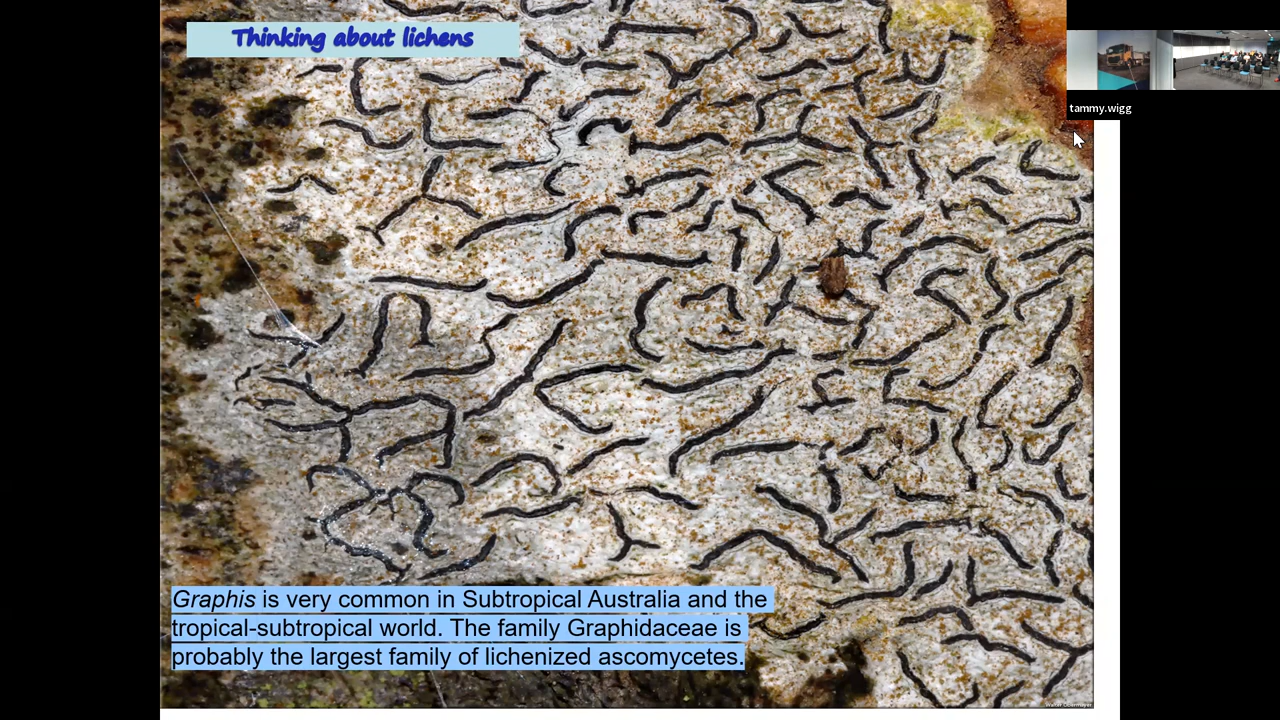 Thinking about lichens
tammy.wigg
Graphis is very common in Subtropical Australia and the
tropical-subtropical world. The family Graphidaceae is
probably the largest family of lichenized ascomycetes.